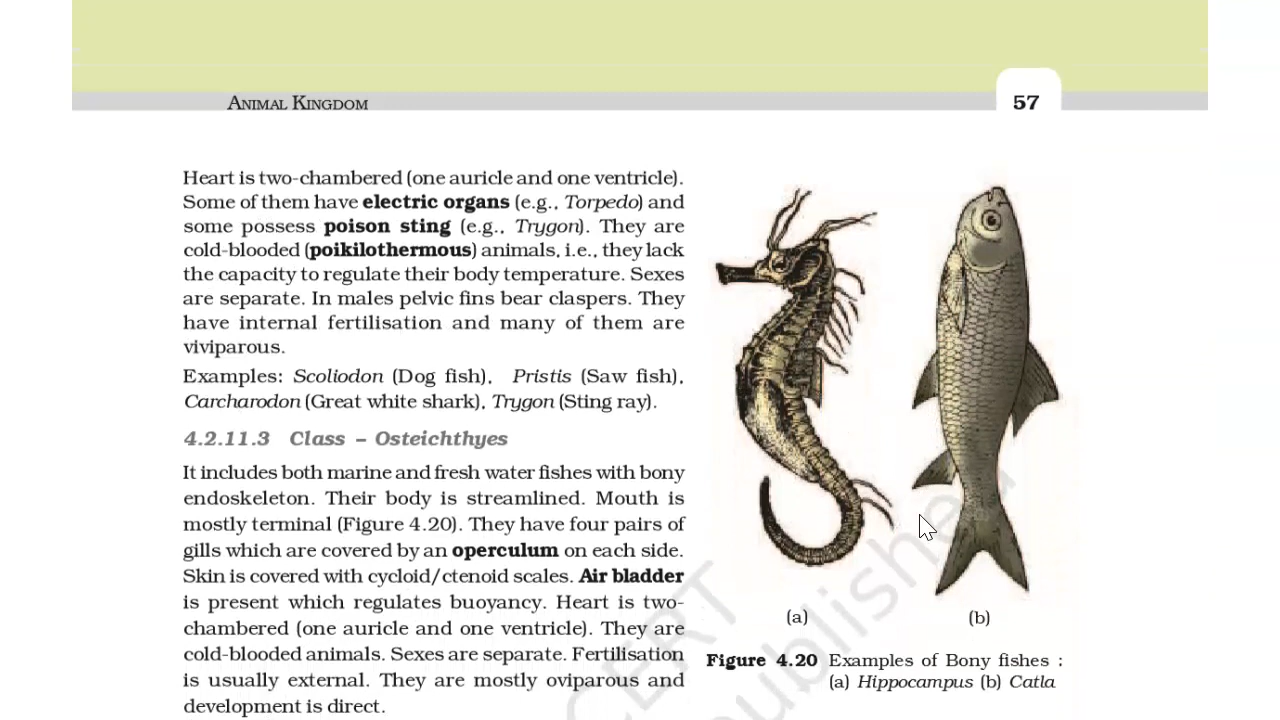 ANIMAL KINGDOM
57
Heart is two-chambered (one auricle and one ventricle).
Some of them have electric organs (e.g., Torpedo) and
some possess poison sting (e.g., Trygon). They are
cold-blooded (poikilothermous) animals, i.e., they lack
the capacity to regulate their body temperature. Sexes
are separate. In males pelvic fins bear claspers. They
have internal fertilisation and many of them are
viviparous.
Examples: Scoliodon (Dog fish), Pristis (Saw fish),
Carcharodon (Great white shark), Trygon (Sting ray).
4.2.11.3 Class – Osteichthyes
It includes both marine and fresh water fishes with bony
endoskeleton. Their body is streamlined. Mouth is
mostly terminal (Figure 4.20). They have four pairs of
gills which are covered by an operculum on each side.
Skin is covered with cycloid/ctenoid scales. Air bladder
is present which regulates buoyancy. Heart is two-
chambered (one auricle and one ventricle). They are
cold-blooded animals. Sexes are separate. Fertilisation
is usually external. They are mostly oviparous and
development is direct.
(a) (b)
Figure 4.20 Examples of Bony fishes :
(a) Hippocampus (b) Catla